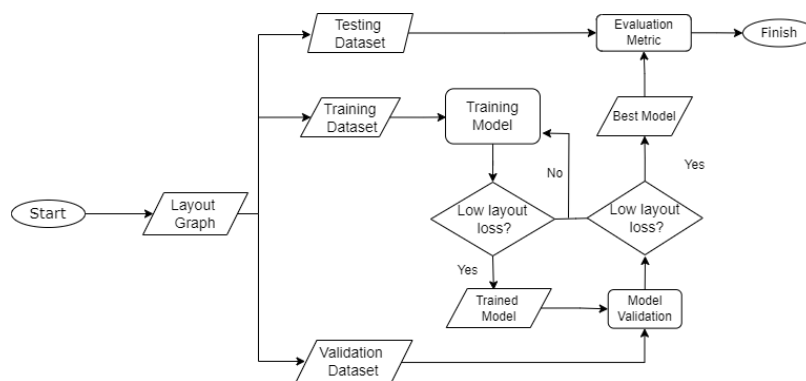 Testing
Dataset
Evaluation
Metric
Finish
Training
Dataset
Training
Model
Best Model
No
Yes
Start
Layout
Graph
Low layout
loss?
Low layout
loss?
Yes
Trained
Model
Model
Validation
Validation
Dataset